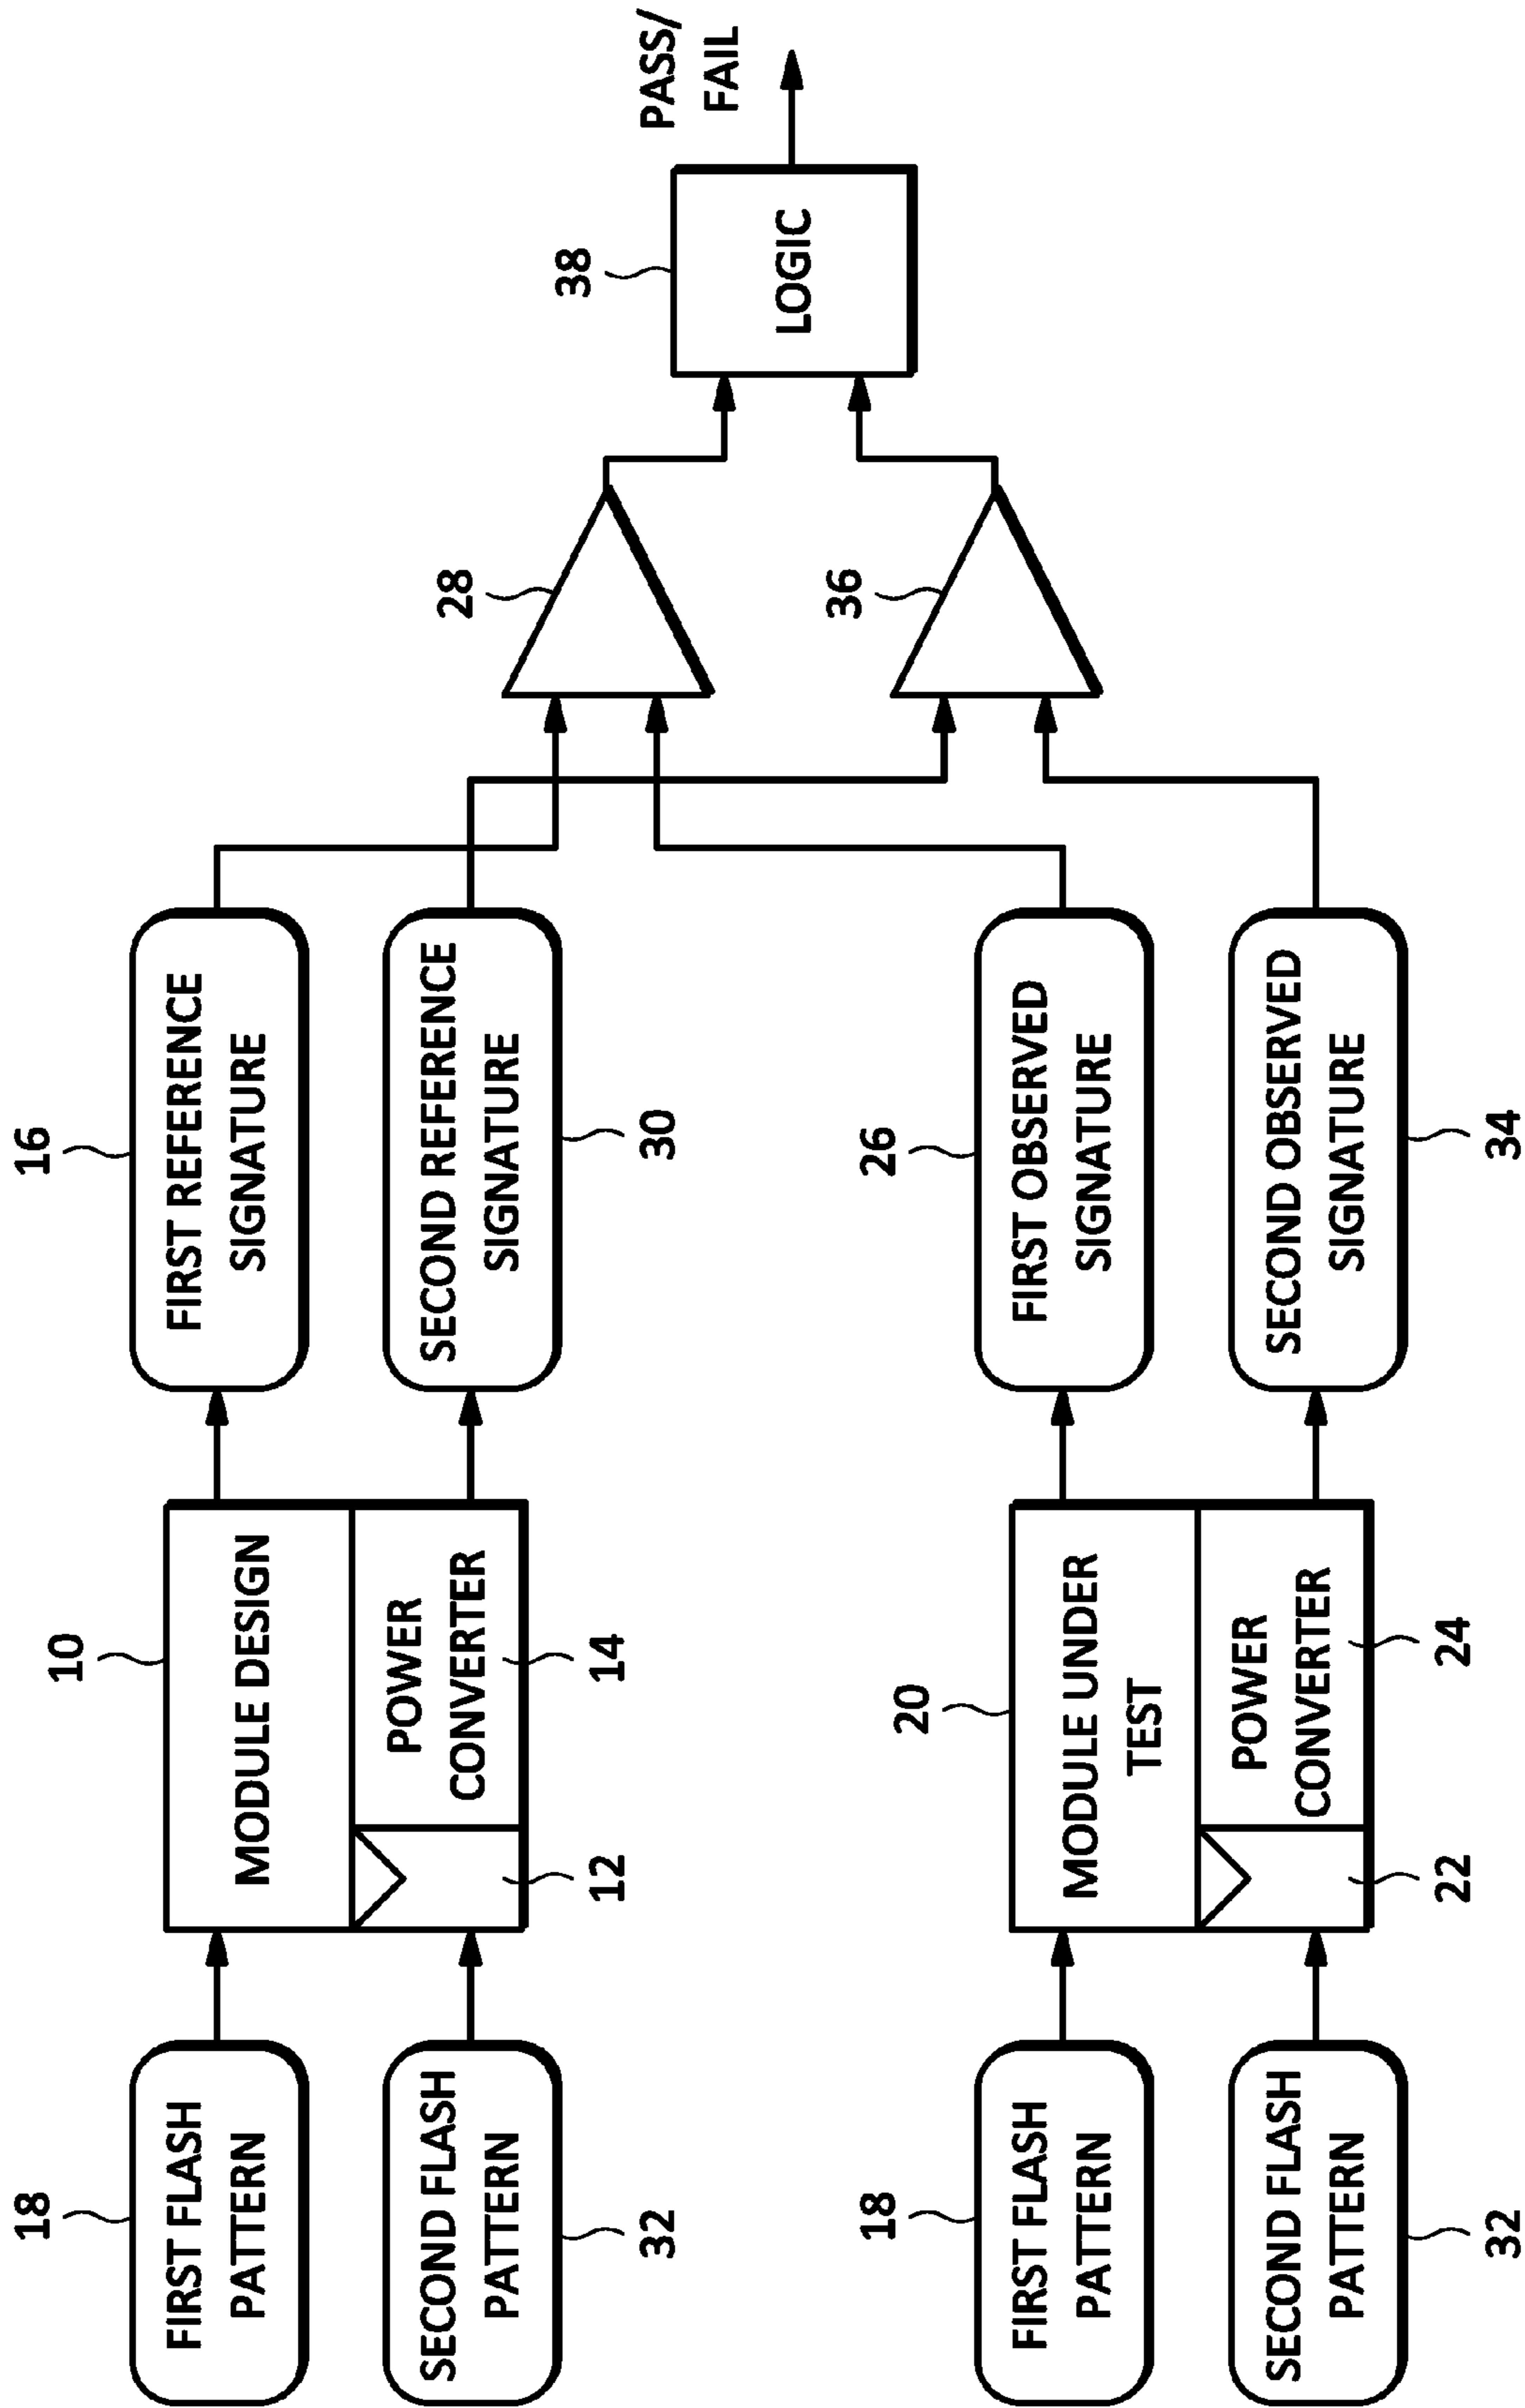 18
FIRST FLASH
PATTERN
SECOND FLASH
PATTERN
32
10
MODULE DESIGN
POWER
CONVERTER
12
14
16
FIRST REFERENCE
SIGNATURE
SECOND REFERENCE
SIGNATURE
30
18
FIRST FLASH
PATTERN
SECOND FLASH
PATTERN
32
20
MODULE UNDER
TEST
POWER
CONVERTER
22
24
26
FIRST OBSERVED
SIGNATURE
SECOND OBSERVED
SIGNATURE
34
28
36
38
LOGIC
PASS/
FAIL